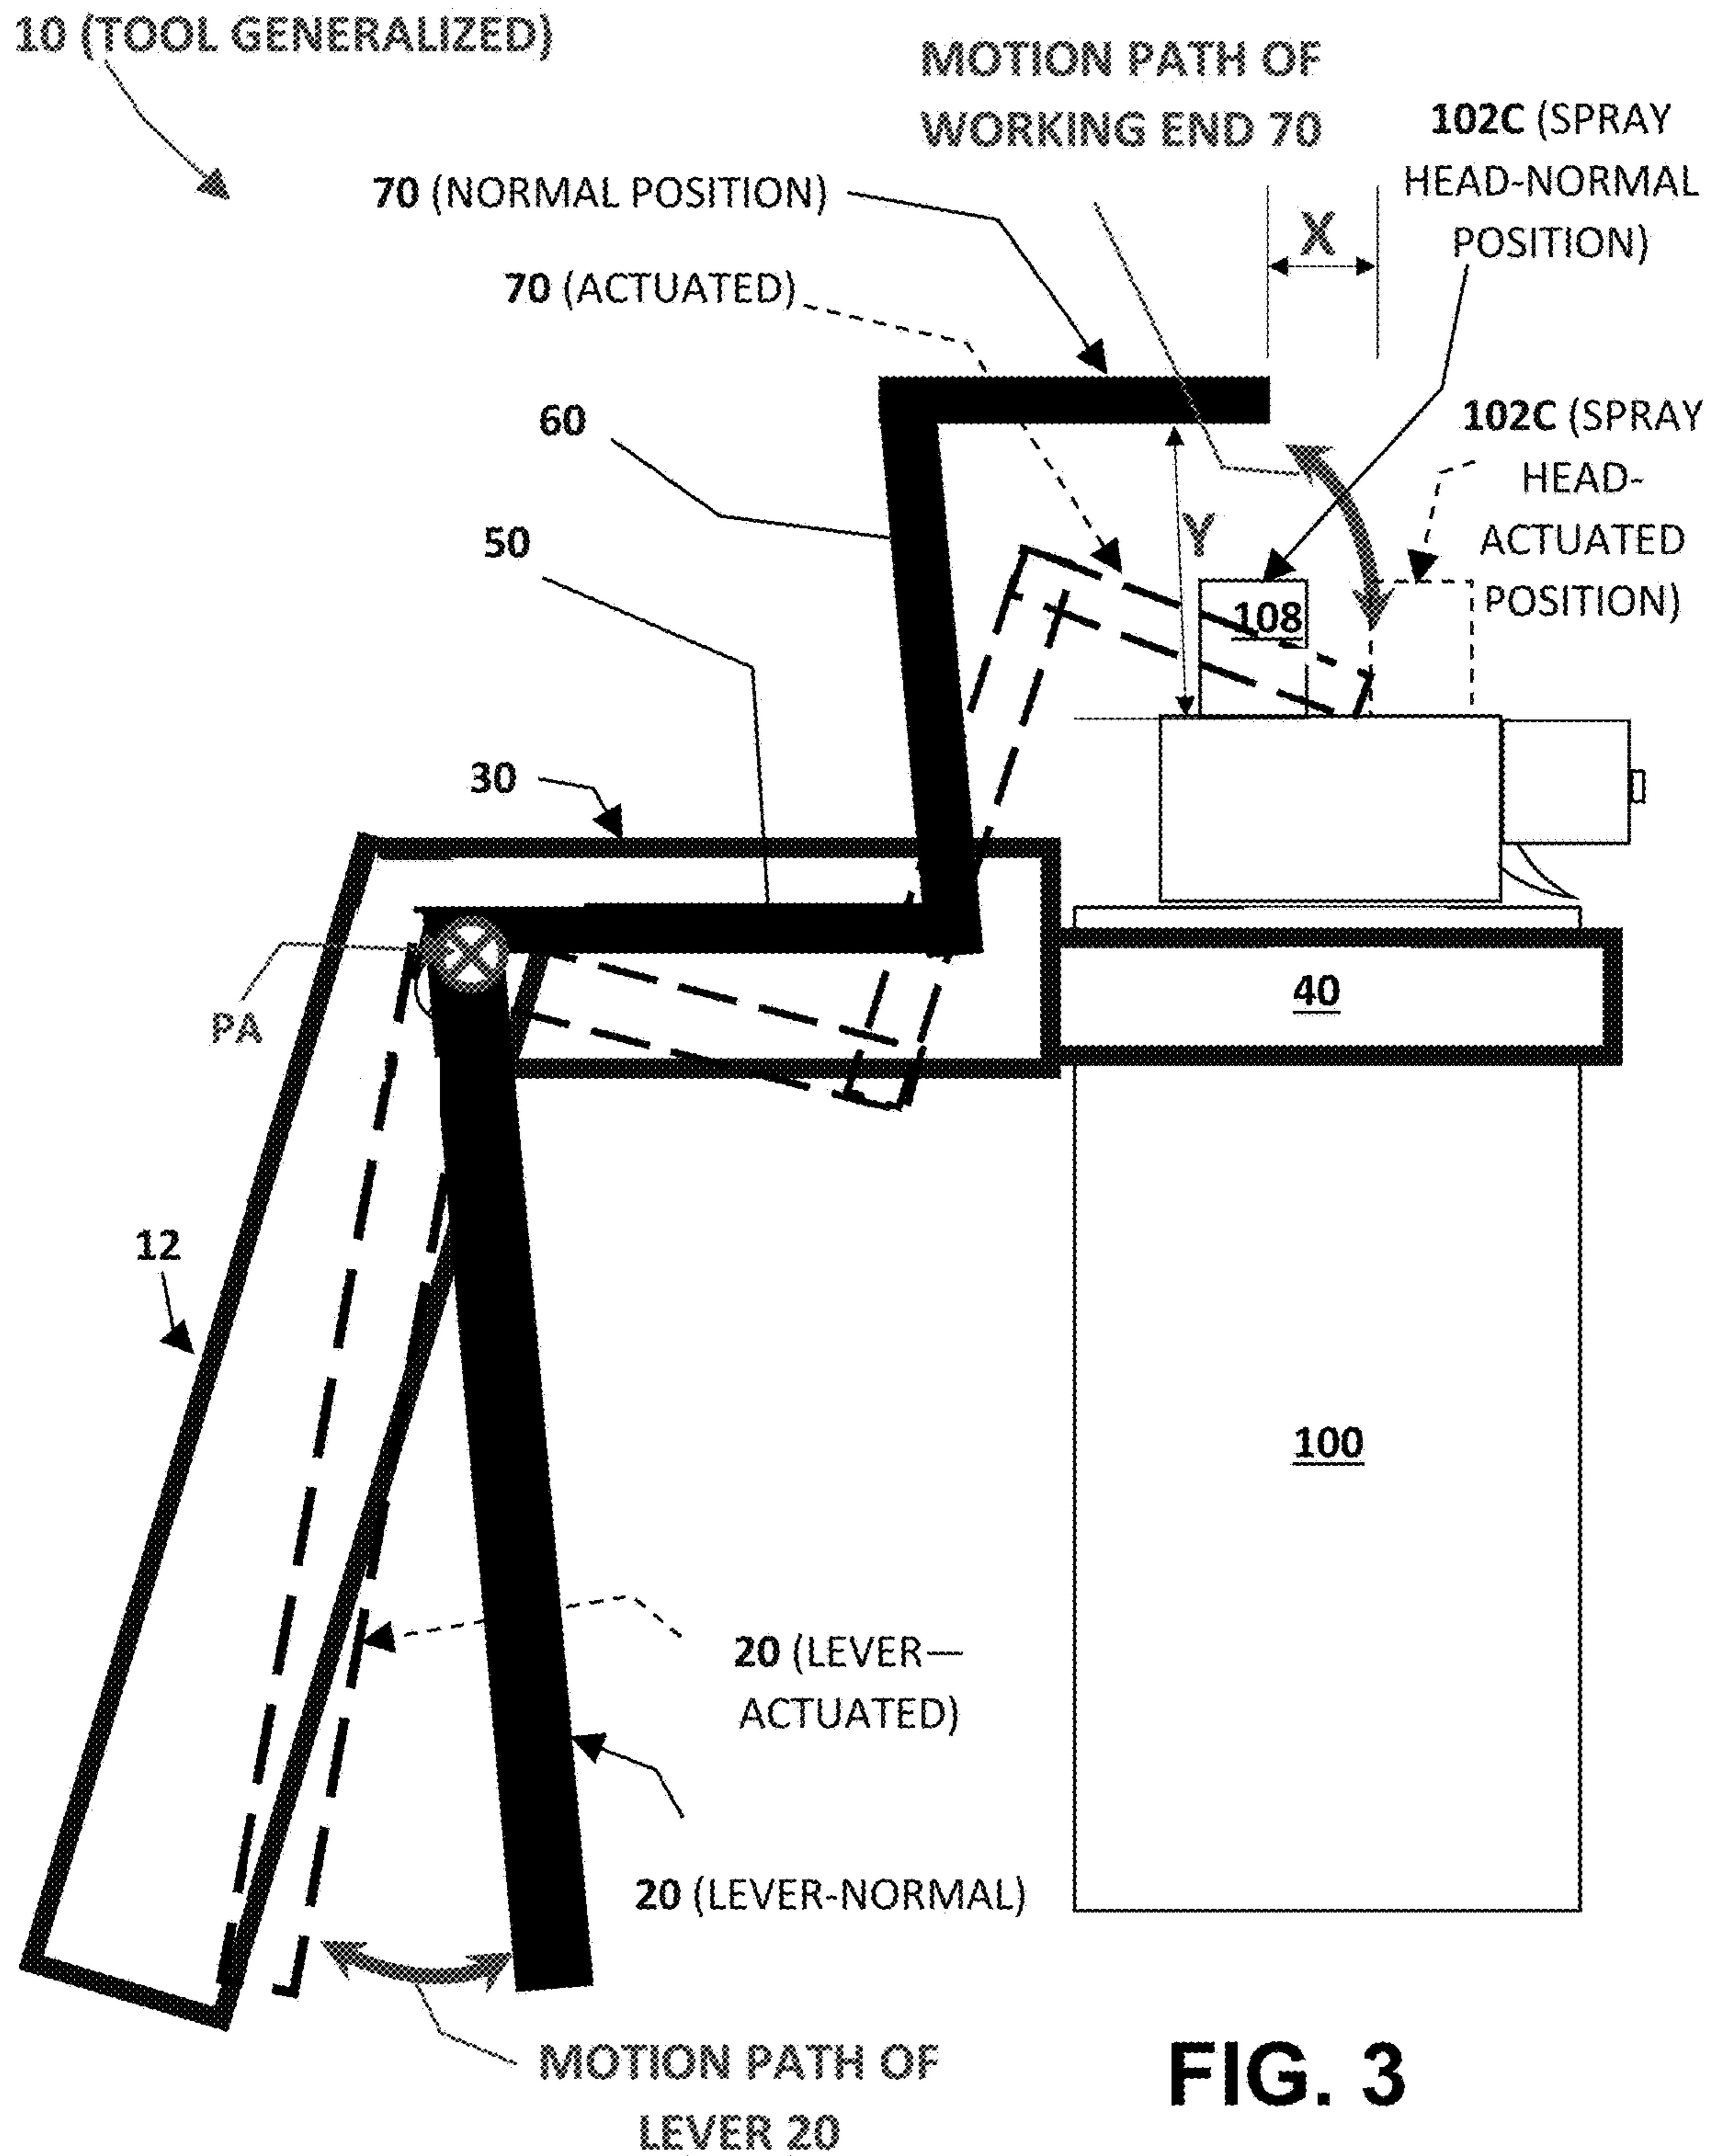 10 (TOOL GENERALIZED)
MOTION PATH OF
WORKING END 70
102C (SPRAY
HEAD-NORMAL
POSITION)
70 (NORMAL POSITION)
X
70 (ACTUATED)
60
102C (SPRAY
HEAD-
ACTUATED
POSITION)
50
Y
108
30
40
PA
12
100
20 (LEVER—
ACTUATED)
20 (LEVER-NORMAL)
MOTION PATH OF
LEVER 20
FIG. 3